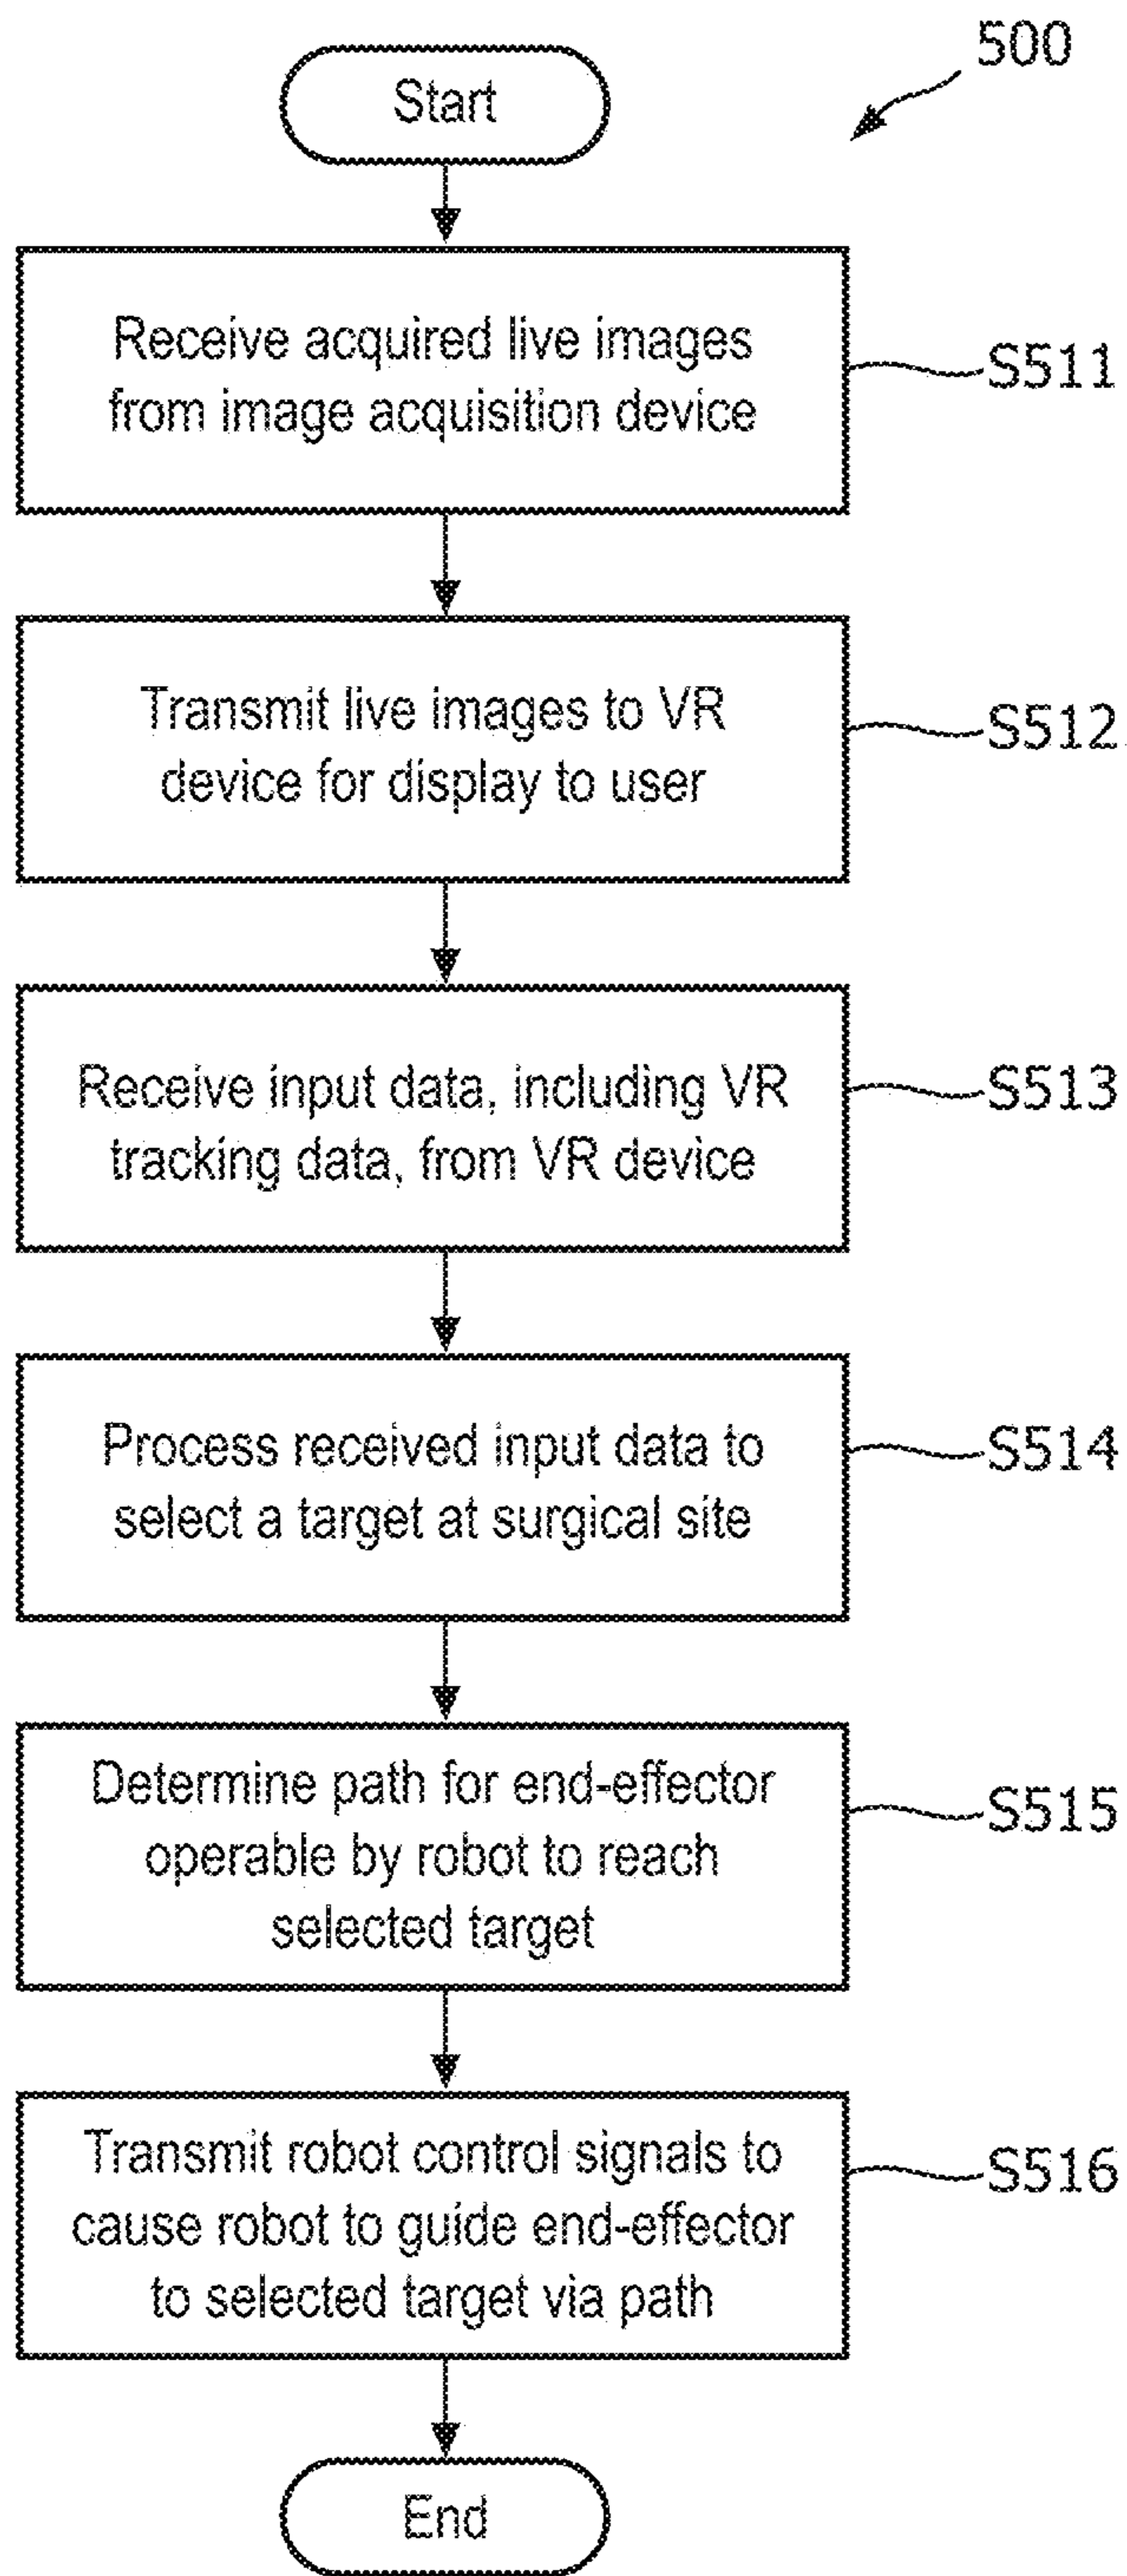 500
Start
Receive acquired live images
from image acquisition device
S511
Transmit live images to VR
device for display to user
S512
Receive input data, including VR
tracking data, from VR device
S513
Process received input data to
select a target at surgical site
S514
Determine path for end-effector
operable by robot to reach
selected target
S515
Transmit robot control signals to
cause robot to guide end-effector
to selected target via path
S516
End